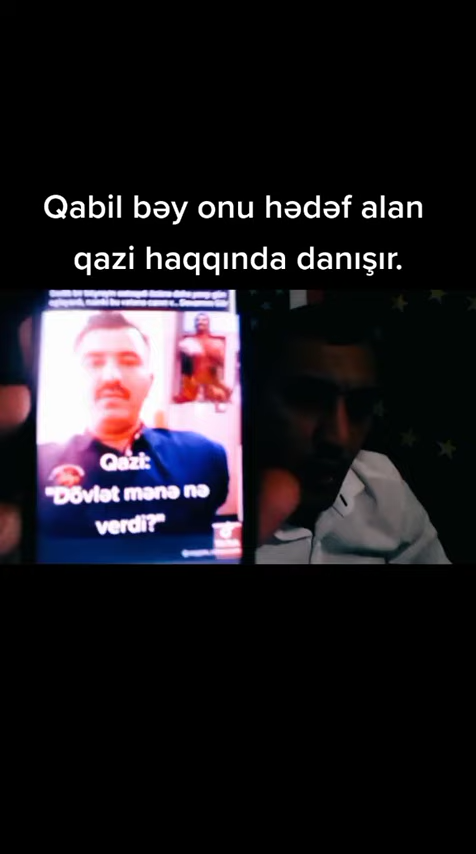 Qabil bəy onu hədəf alan
qazi haqqında danışır.
Qazi:
"Dövlət mənə nə
verdi?"